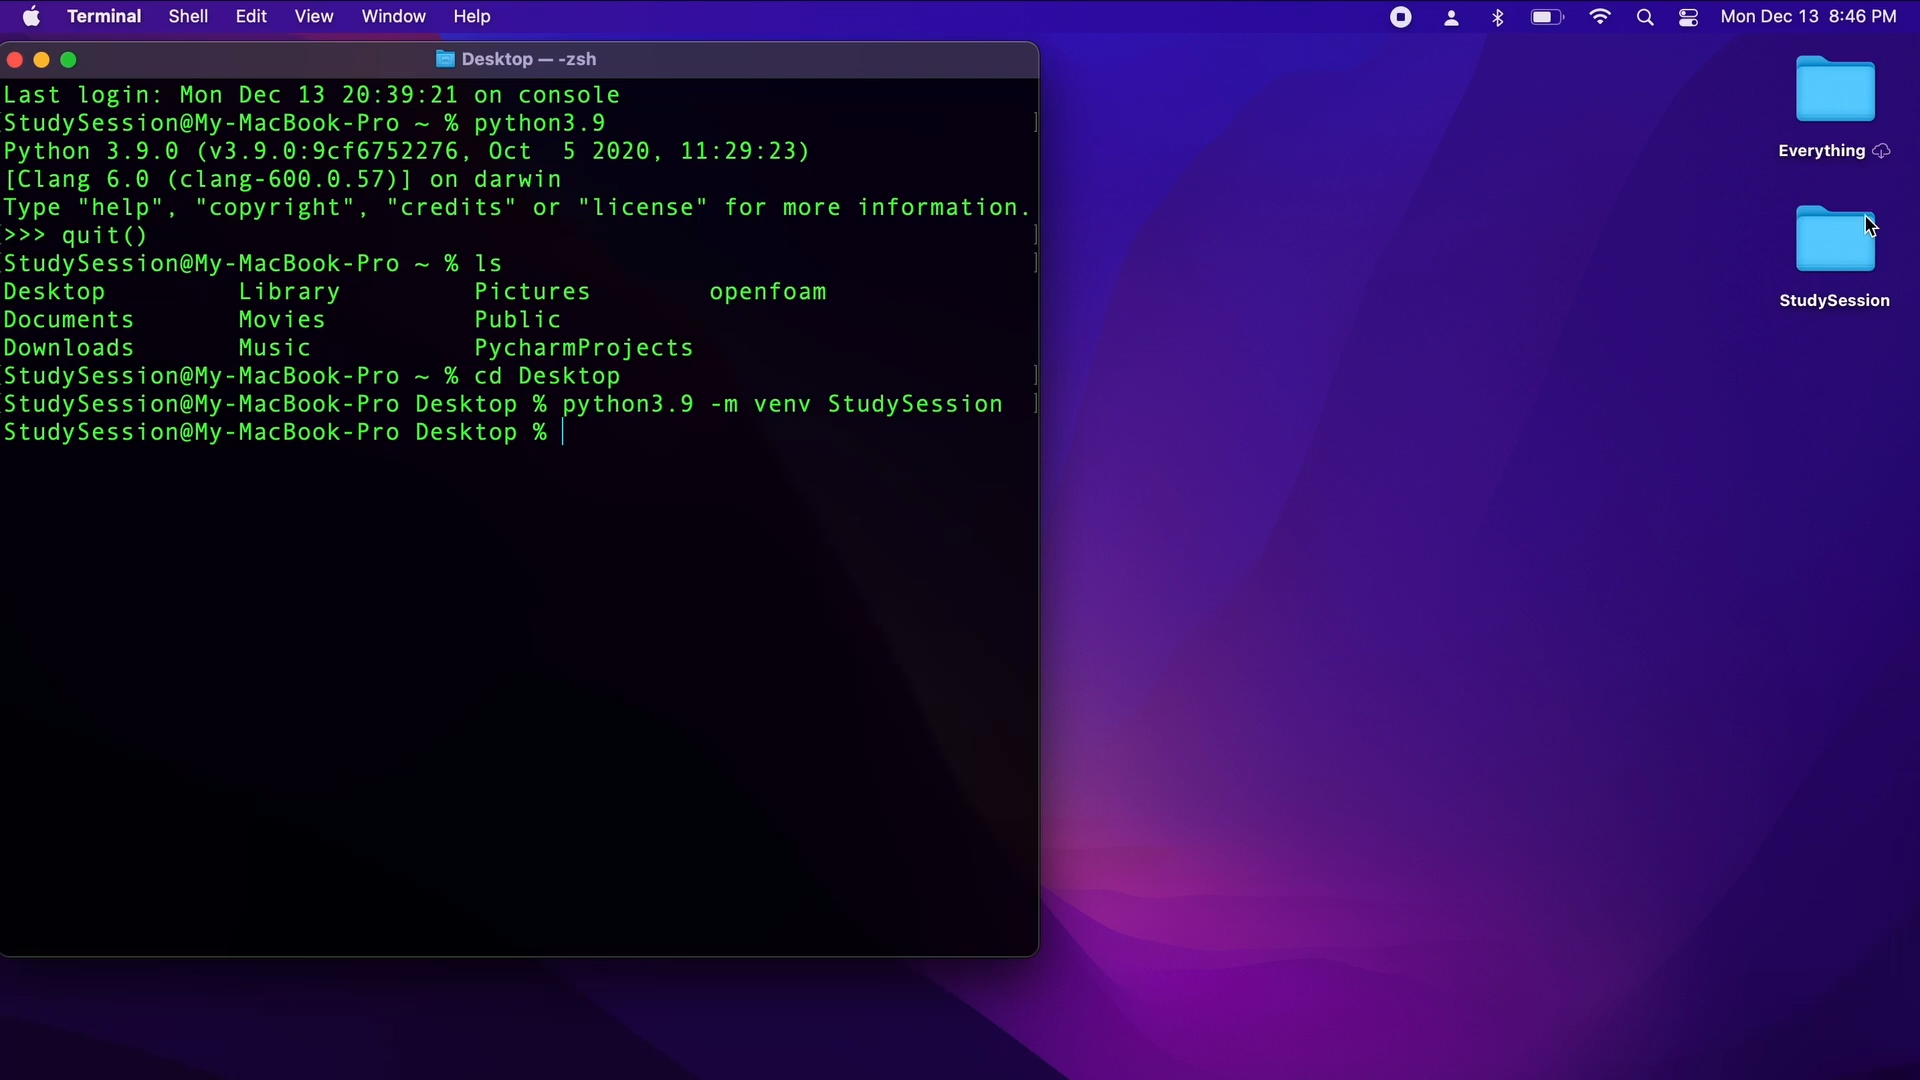 Terminal Shell Edit View Window Help Mon Dec 13 8:46 PM
Desktop — -zsh
Last login: Mon Dec 13 20:39:21 on console
[StudySession@My-MacBook-Pro ~ % python3.9 ]
Python 3.9.0 (v3.9.0:9cf6752276, Oct  5 2020, 11:29:23)
[Clang 6.0 (clang-600.0.57)] on darwin
Type "help", "copyright", "credits" or "license" for more information.
[>>> quit() ]
[StudySession@My-MacBook-Pro ~ % ls ]
Desktop Library Pictures openfoam
Documents Movies Public
Downloads Music PycharmProjects
[StudySession@My-MacBook-Pro ~ % cd Desktop ]
[StudySession@My-MacBook-Pro Desktop % python3.9 -m venv StudySession ]
StudySession@My-MacBook-Pro Desktop %
Everything
StudySession